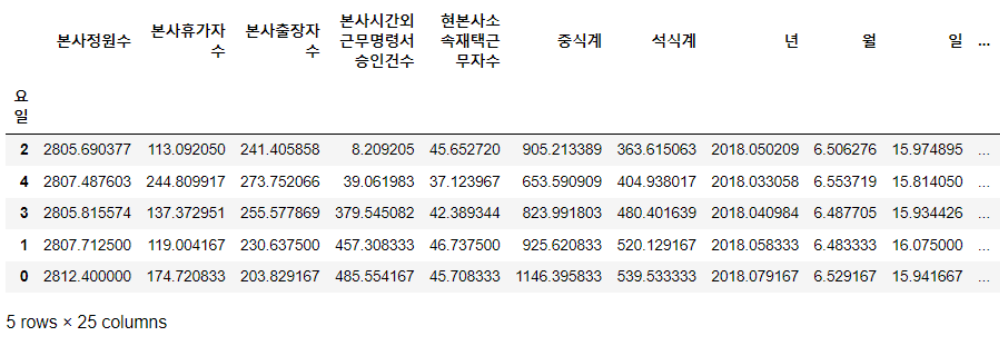 본사정원수 본사휴가자수 본사출장자수 본사시간외근무명령서승인건수 현본사소속재택근무자수 중식계 석식계 년 월 일 ...
요일
2 2805.690377 113.092050 241.405858 8.209205 45.652720 905.213389 363.615063 2018.050209 6.506276 15.974895 ...
4 2807.487603 244.809917 273.752066 39.061983 37.123967 653.590909 404.938017 2018.033058 6.553719 15.814050 ...
3 2805.815574 137.372951 255.577869 379.545082 42.389344 823.991803 480.401639 2018.040984 6.487705 15.934426 ...
1 2807.712500 119.004167 230.637500 457.308333 46.737500 925.620833 520.129167 2018.058333 6.483333 16.075000 ...
0 2812.400000 174.720833 203.829167 485.554167 45.708333 1146.395833 539.533333 2018.079167 6.529167 15.941667 ...
5 rows × 25 columns